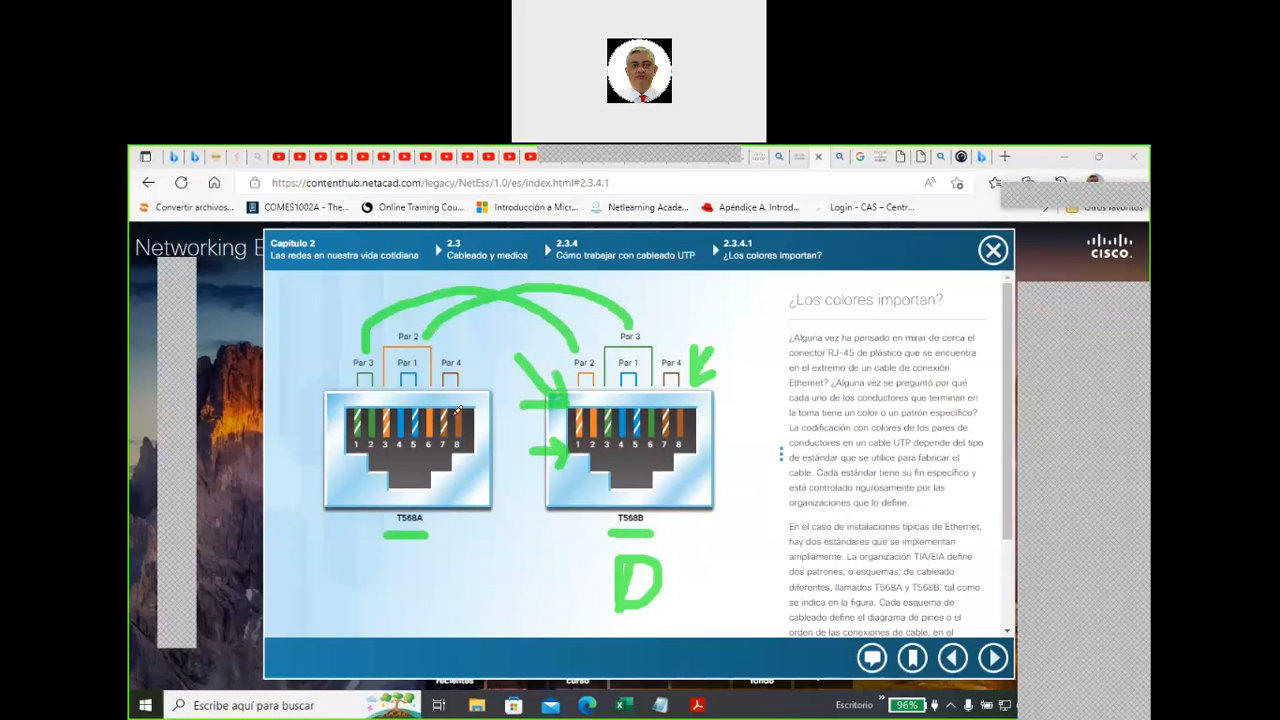 https://contenthub.netacad.com/legacy/NetEss/1.0/es/index.html#2.3.4.1
Convertir archivos...
COMES1002A - The...
Online Training Cou...
Introducción a Micr...
Netlearning Acade...
Apéndice A. Introd...
Login - CAS – Centr...
Otros favoritos
Networking E
CISCO
Capítulo 2
Las redes en nuestra vida cotidiana
2.3
Cableado y medios
2.3.4
Cómo trabajar con cableado UTP
2.3.4.1
¿Los colores importan?
Par 2
Par 3
Par 1
Par 4
1 2 3 4 5 6 7 8
T568A
Par 3
Par 2
Par 1
Par 4
1 2 3 4 5 6 7 8
T568B
D
¿Los colores importan?
¿Alguna vez ha pensado en mirar de cerca el
conector RJ-45 de plástico que se encuentra
en el extremo de un cable de conexión
Ethernet? ¿Alguna vez se preguntó por qué
cada uno de los conductores que terminan en
la toma tiene un color o un patrón específico?
La codificación con colores de los pares de
conductores en un cable UTP depende del tipo
de estándar que se utilice para fabricar el
cable. Cada estándar tiene su fin específico y
está controlado rigurosamente por las
organizaciones que lo define.
En el caso de instalaciones típicas de Ethernet,
hay dos estándares que se implementan
ampliamente. La organización TIA/EIA define
dos patrones, o esquemas, de cableado
diferentes, llamados T568A y T568B, tal como
se indica en la figura. Cada esquema de
cableado define el diagrama de pines o el
orden de las conexiones de cable, en el
recientes
curso
fondo
Escribe aquí para buscar
Escritorio
96%